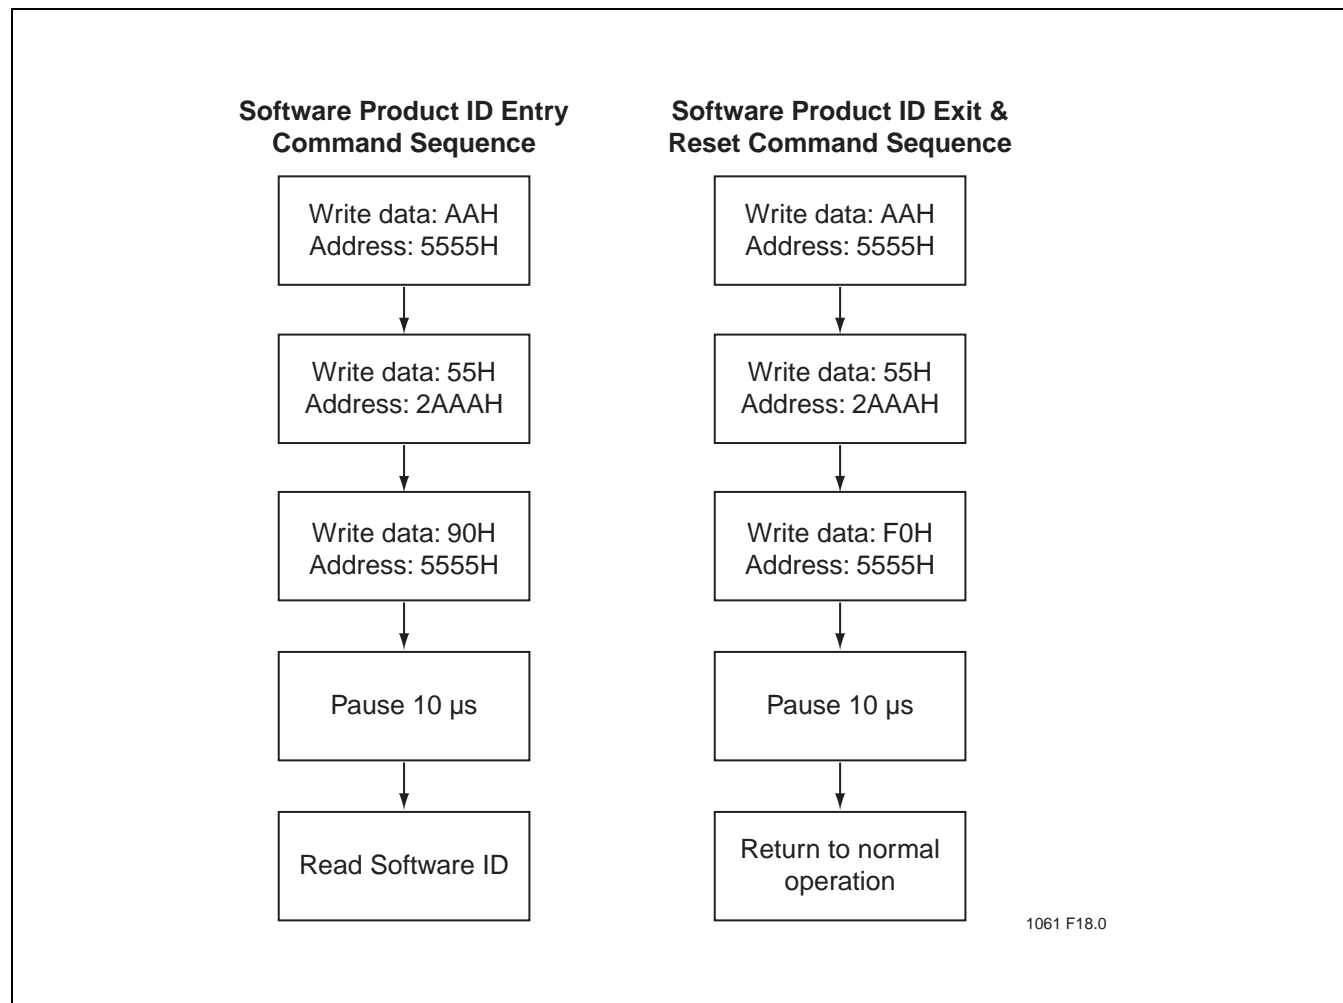 Software Product ID Entry
Command Sequence
Write data: AAH
Address: 5555H
Write data: 55H
Address: 2AAAH
Write data: 90H
Address: 5555H
Pause 10 µs
Read Software ID
Software Product ID Exit &
Reset Command Sequence
Write data: AAH
Address: 5555H
Write data: 55H
Address: 2AAAH
Write data: F0H
Address: 5555H
Pause 10 µs
Return to normal
operation
1061 F18.0